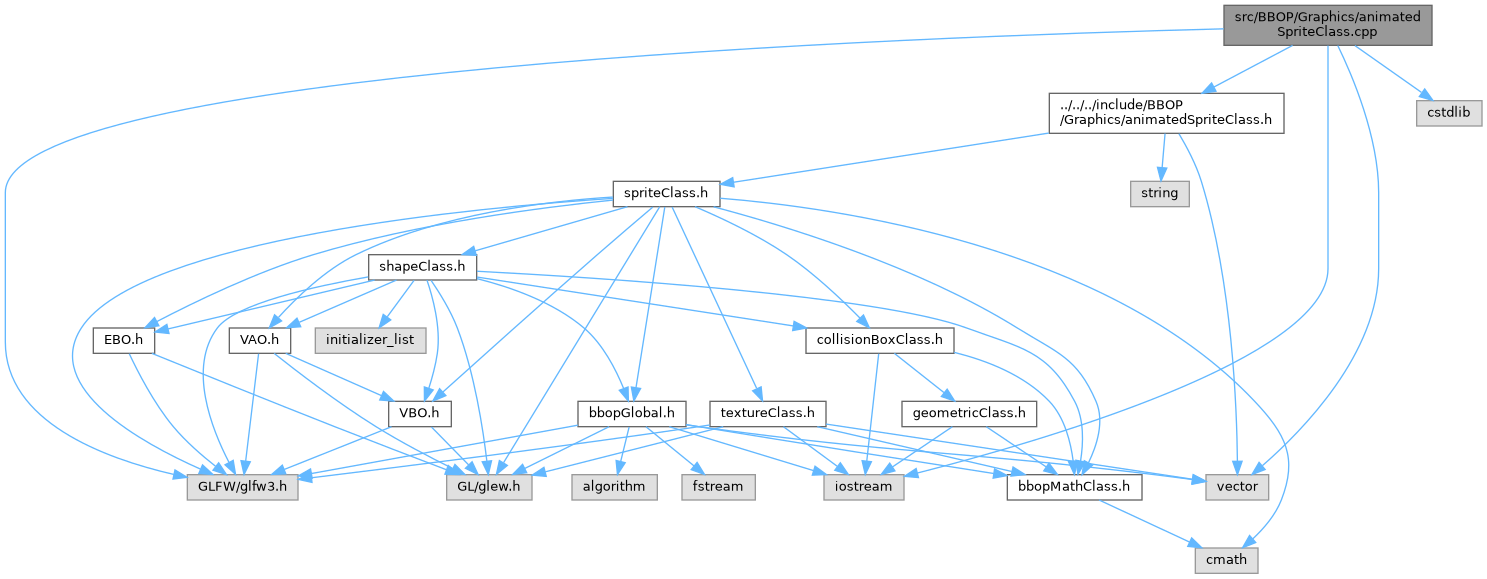 src/BBOP/Graphics/animated
SpriteClass.cpp
../../../include/BBOP
/Graphics/animatedSpriteClass.h
cstdlib
spriteClass.h
string
shapeClass.h
EBO.h
VAO.h
initializer_list
collisionBoxClass.h
VBO.h
bbopGlobal.h
textureClass.h
geometricClass.h
GLFW/glfw3.h
GL/glew.h
algorithm
fstream
iostream
bbopMathClass.h
vector
cmath